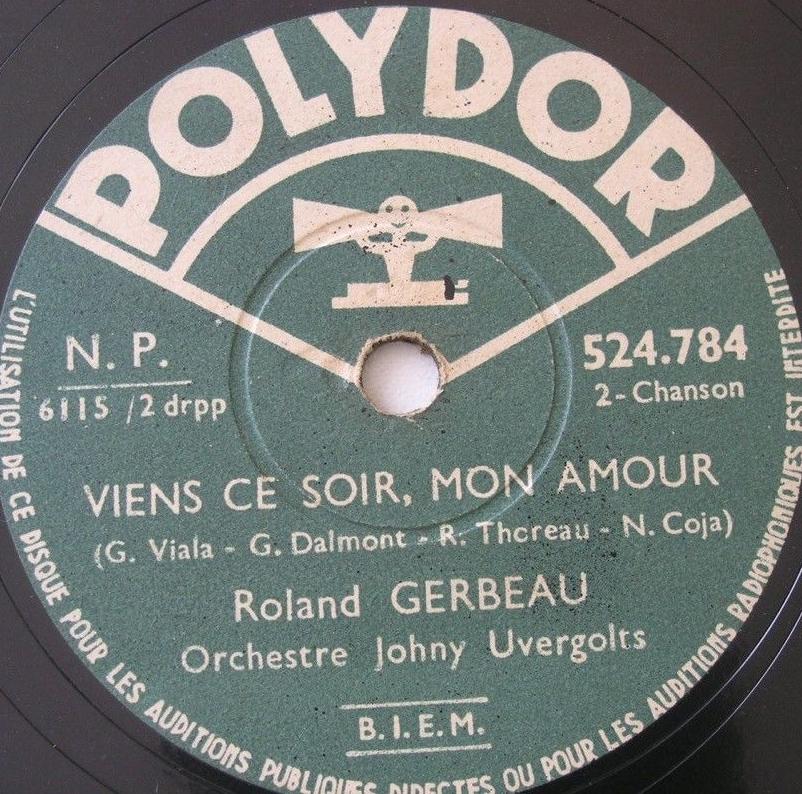 POLYDOR
N. P.
6115 /2 drpp
524.784
2 - Chanson
VIENS CE SOIR, MON AMOUR
(G. Viala - G. Dalmont - R. Thoreau - N. Coja)
Roland GERBEAU
Orchestre Johny Uvergolts
B.I.E.M.
L'UTILISATION DE CE DISQUE POUR LES AUDITIONS PUBLIQUES DIRECTES OU POUR LES AUDITIONS RADIOPHONIQUES EST INTERDITE